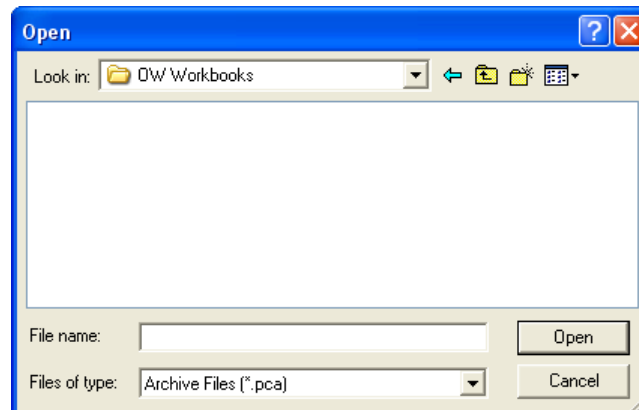 Open
Look in: OW Workbooks
File name: Open
Files of type: Archive Files (*.pca) Cancel